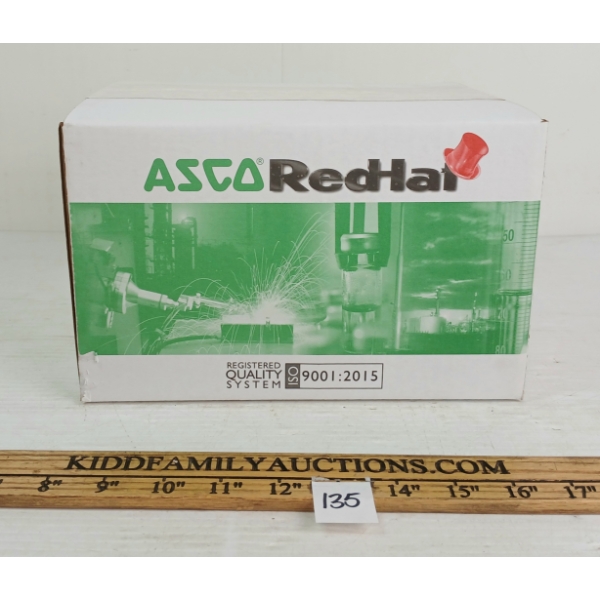 ASCO® RedHat
50
REGISTERED
QUALITY
SYSTEM
ISO 9001:2015
KIDDFAMILYAUCTIONS.COM
8" 9" 10" 11" 12" 14" 15" 16" 17"
135